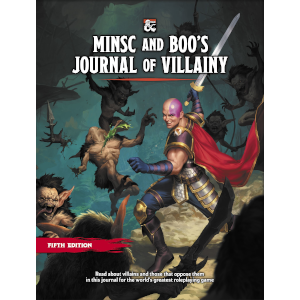 &
MINSC AND BOO'S
JOURNAL OF VILLAINY
FIFTH EDITION
Read about villains and those that oppose them
in this journal for the world's greatest roleplaying game